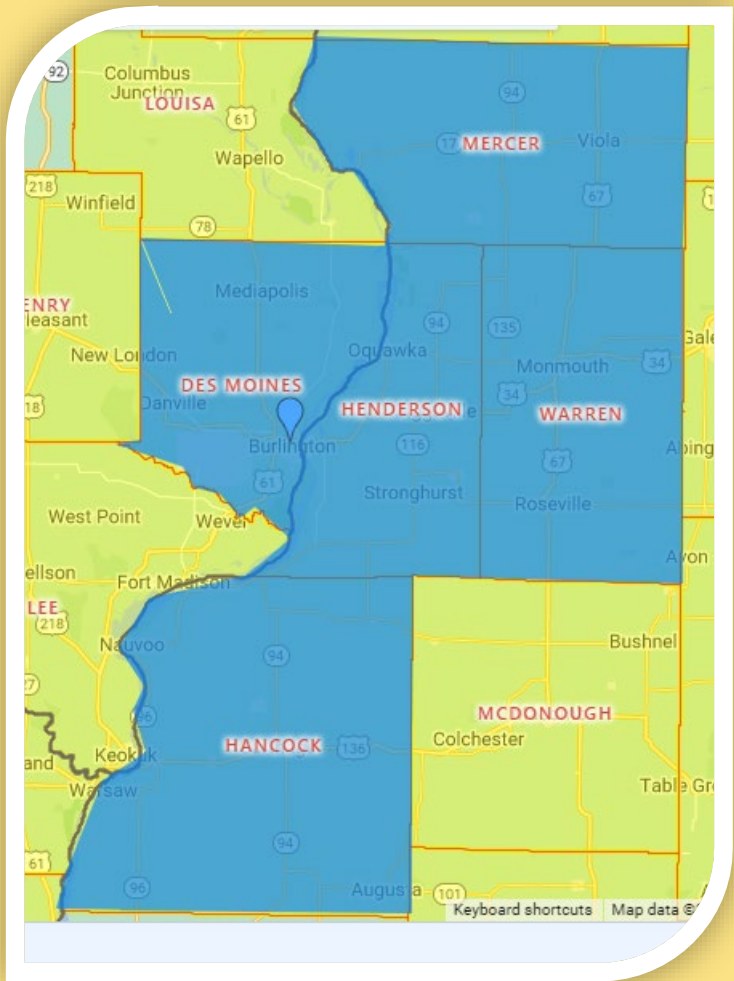 92
Columbus
Junction
LOUISA
61
Wapello
94
17
MERCER
Viola
67
218
Winfield
78
ENRY
leasant
New London
18
Mediapolis
DES MOINES
Danville
Burlington
61
Oquawka
94
HENDERSON
116
Stronghurst
135
Monmouth
34
34
Gale
WARREN
67
Abing
Roseville
West Point
Wever
Avon
ellson
Fort Madison
LEE
218
Nauvoo
94
Bushnel
27
96
MCDONOUGH
HANCOCK
136
Colchester
and
Keokuk
Warsaw
Table Gr
94
61
96
Augusta
101
Keyboard shortcuts
Map data ©